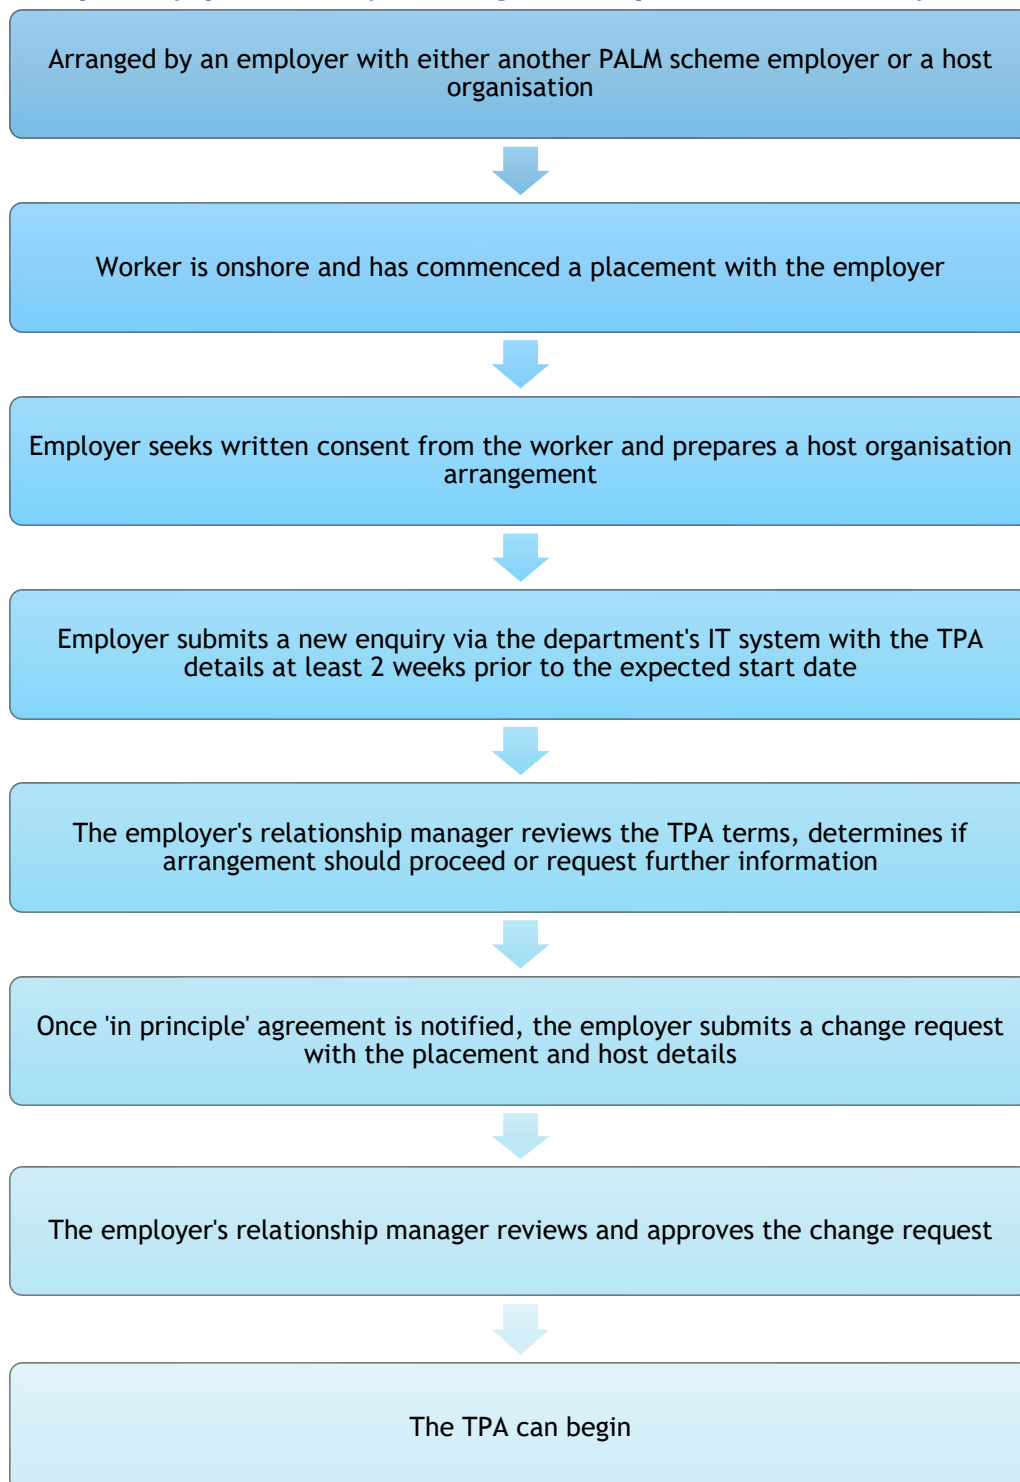 Arranged by an employer with either another PALM scheme employer or a host
organisation
Worker is onshore and has commenced a placement with the employer
Employer seeks written consent from the worker and prepares a host organisation
arrangement
Employer submits a new enquiry via the department's IT system with the TPA
details at least 2 weeks prior to the expected start date
The employer's relationship manager reviews the TPA terms, determines if
arrangement should proceed or request further information
Once 'in principle' agreement is notified, the employer submits a change request
with the placement and host details
The employer's relationship manager reviews and approves the change request
The TPA can begin